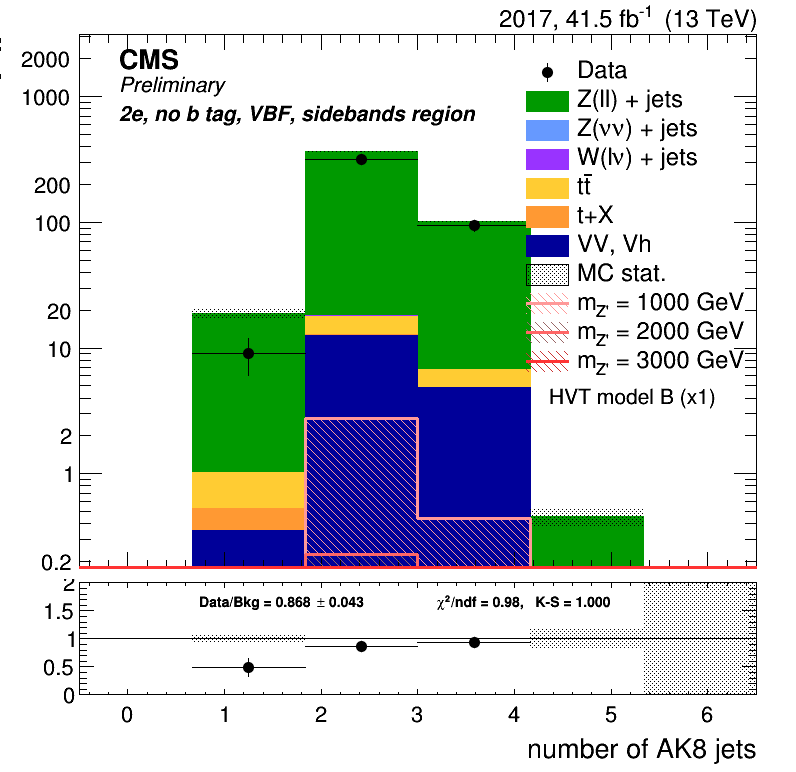 2017, 41.5 fb⁻¹ (13 TeV)
CMS
Preliminary
2e, no b tag, VBF, sidebands region
Data
Z(ll) + jets
Z(νν) + jets
W(lν) + jets
tt̄
t+X
VV, Vh
MC stat.
m_Z' = 1000 GeV
m_Z' = 2000 GeV
m_Z' = 3000 GeV
HVT model B (x1)
2000
1000
200
100
20
10
2
1
0.2
Data/Bkg = 0.868 ± 0.043
χ²/ndf = 0.98, K-S = 1.000
2
1.5
1
0.5
0
0 1 2 3 4 5 6
number of AK8 jets